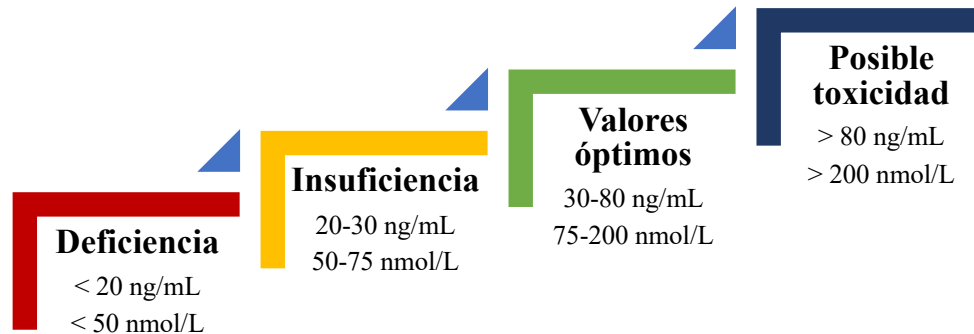 Deficiencia
< 20 ng/mL
< 50 nmol/L
Insuficiencia
20-30 ng/mL
50-75 nmol/L
Valores
óptimos
30-80 ng/mL
75-200 nmol/L
Posible
toxicidad
> 80 ng/mL
> 200 nmol/L